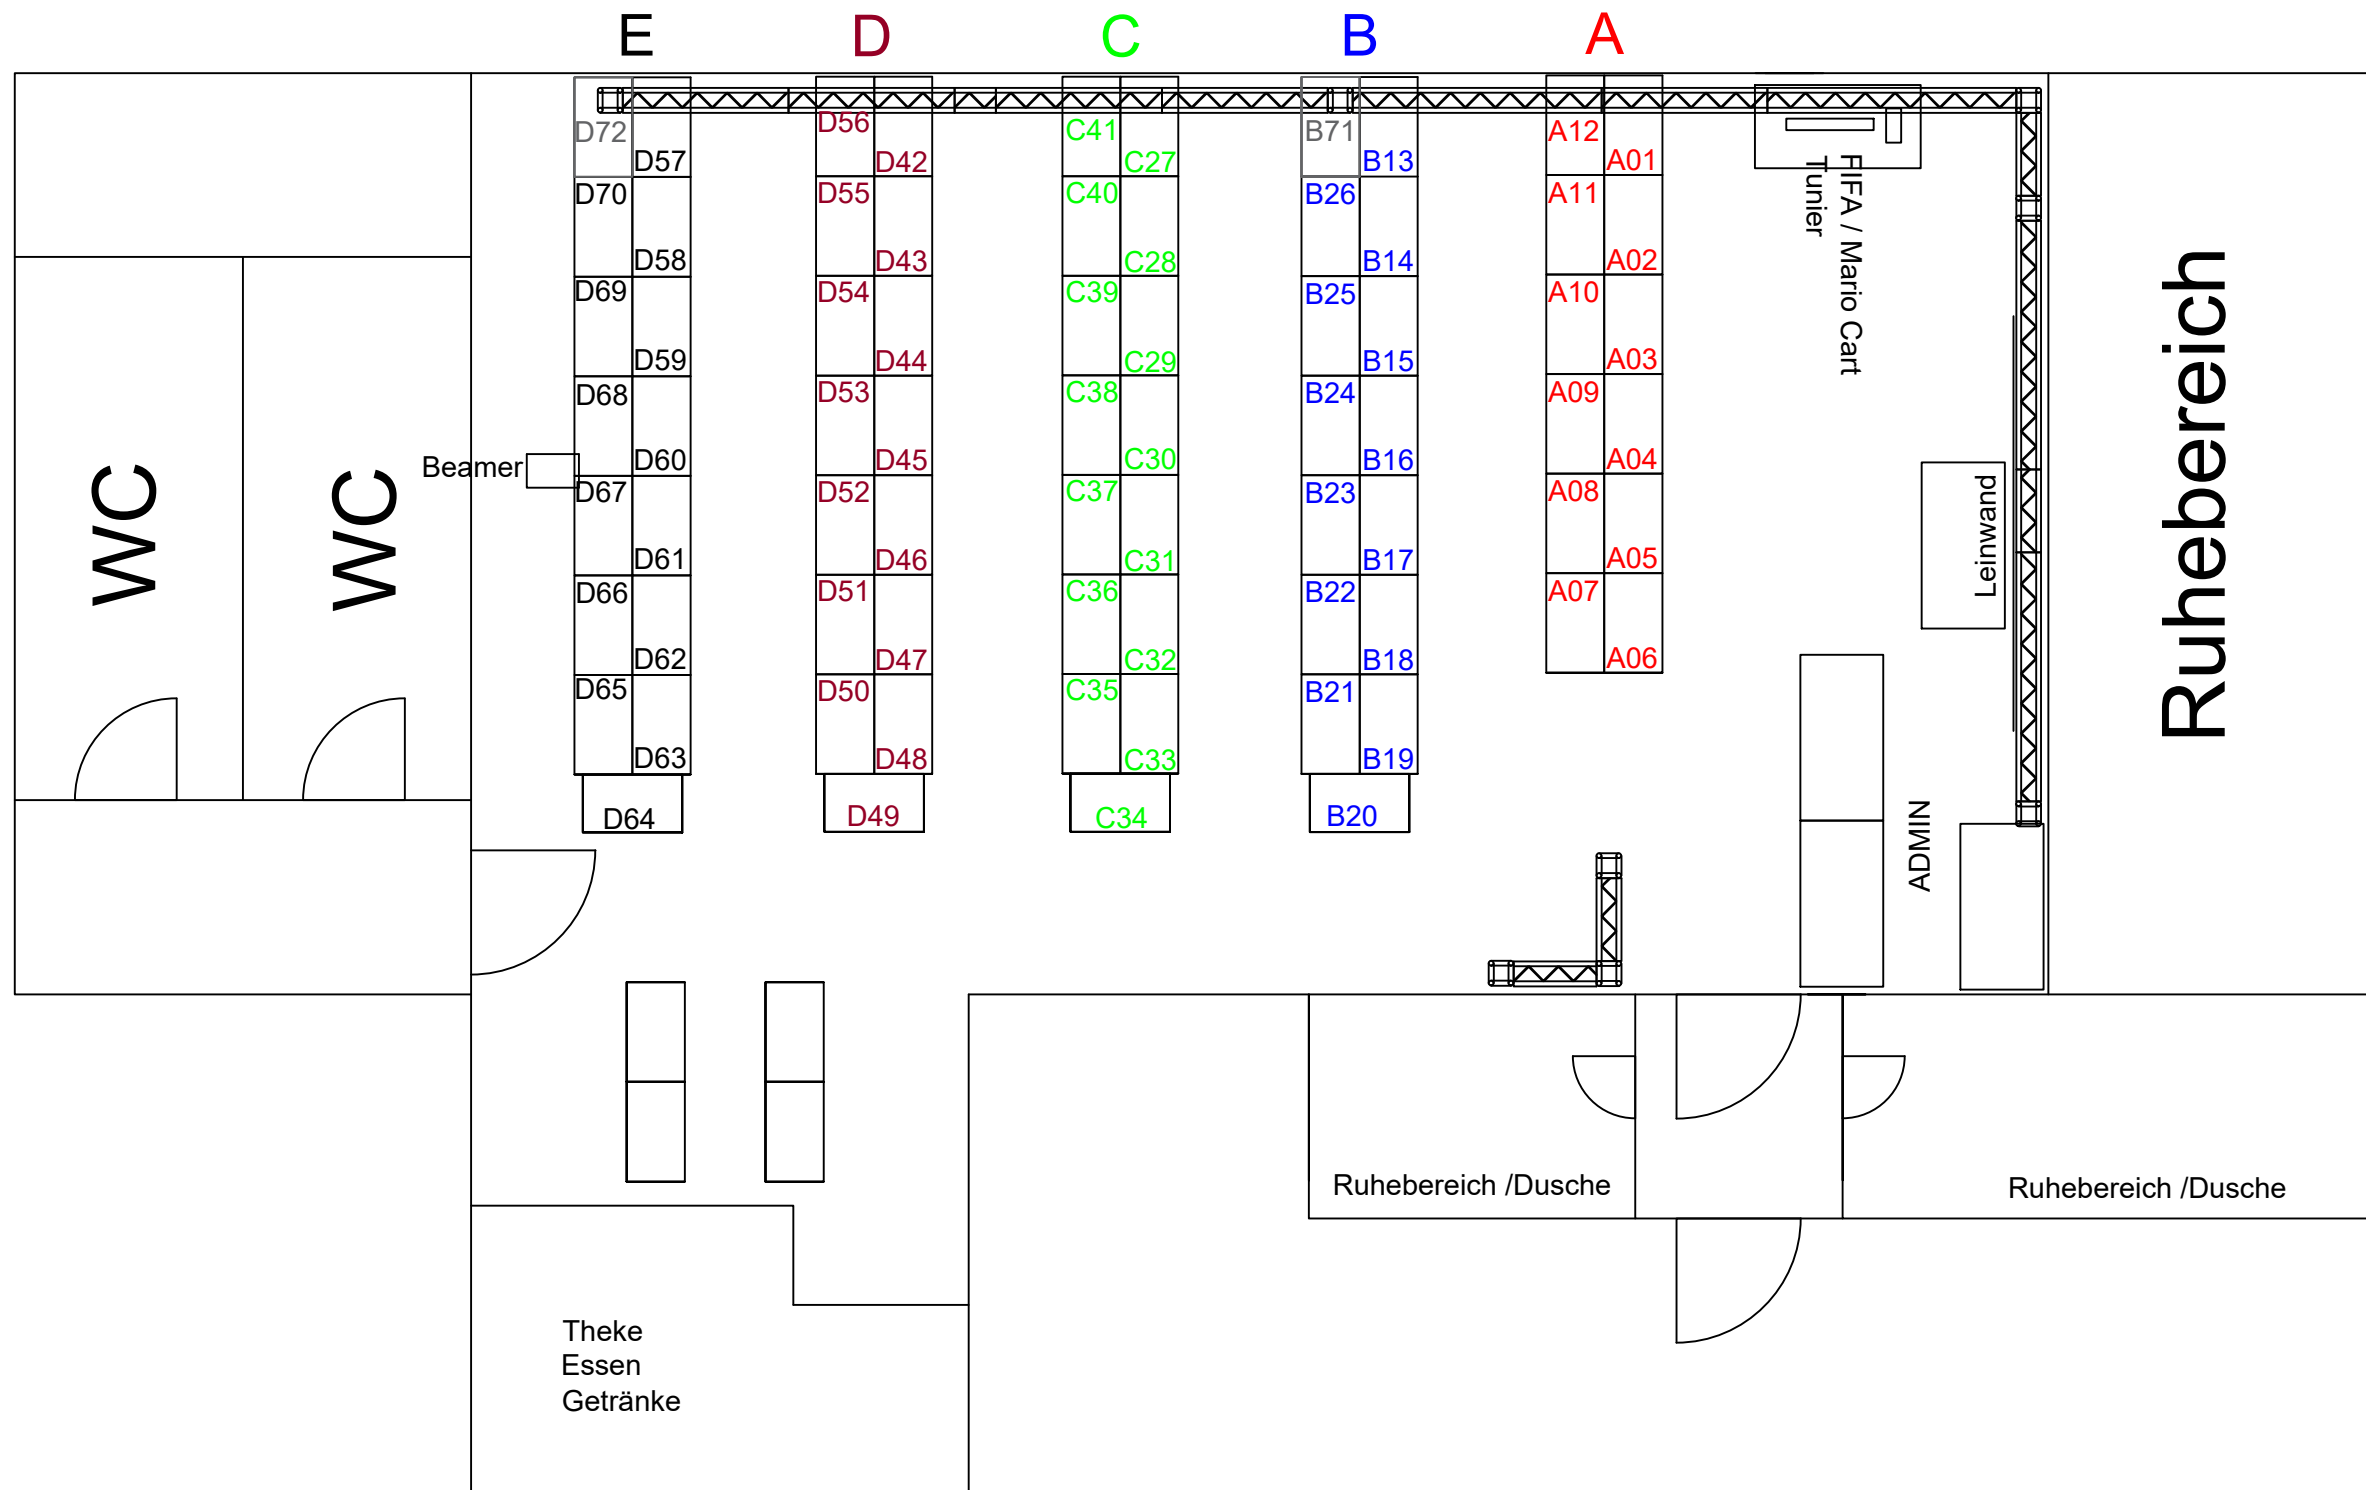 E D C B A
D72 D56 C41 B71 A12
D57 D42 C27 B13 A01
D70 D55 C40 B26 A11
D58 D43 C28 B14 A02
D69 D54 C39 B25 A10
D59 D44 C29 B15 A03
D68 D53 C38 B24 A09
D60 D45 C30 B16 A04
D67 D52 C37 B23 A08
D61 D46 C31 B17 A05
D66 D51 C36 B22 A07
D62 D47 C32 B18 A06
D65 D50 C35 B21
D63 D48 C33 B19
D64 D49 C34 B20
FIFA / Mario Cart
Tunier
Ruhebereich
WC
WC
Beamer
Leinwand
ADMIN
Ruhebereich /Dusche
Ruhebereich /Dusche
Theke
Essen
Getränke